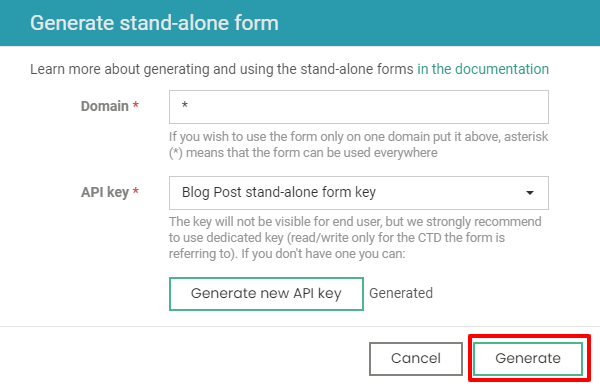 Generate stand-alone form
Learn more about generating and using the stand-alone forms in the documentation
Domain *
*
If you wish to use the form only on one domain put it above, asterisk
(*) means that the form can be used everywhere
API key *
Blog Post stand-alone form key
The key will not be visible for end user, but we strongly recommend
to use dedicated key (read/write only for the CTD the form is
referring to). If you don't have one you can:
Generate new API key Generated
Cancel Generate